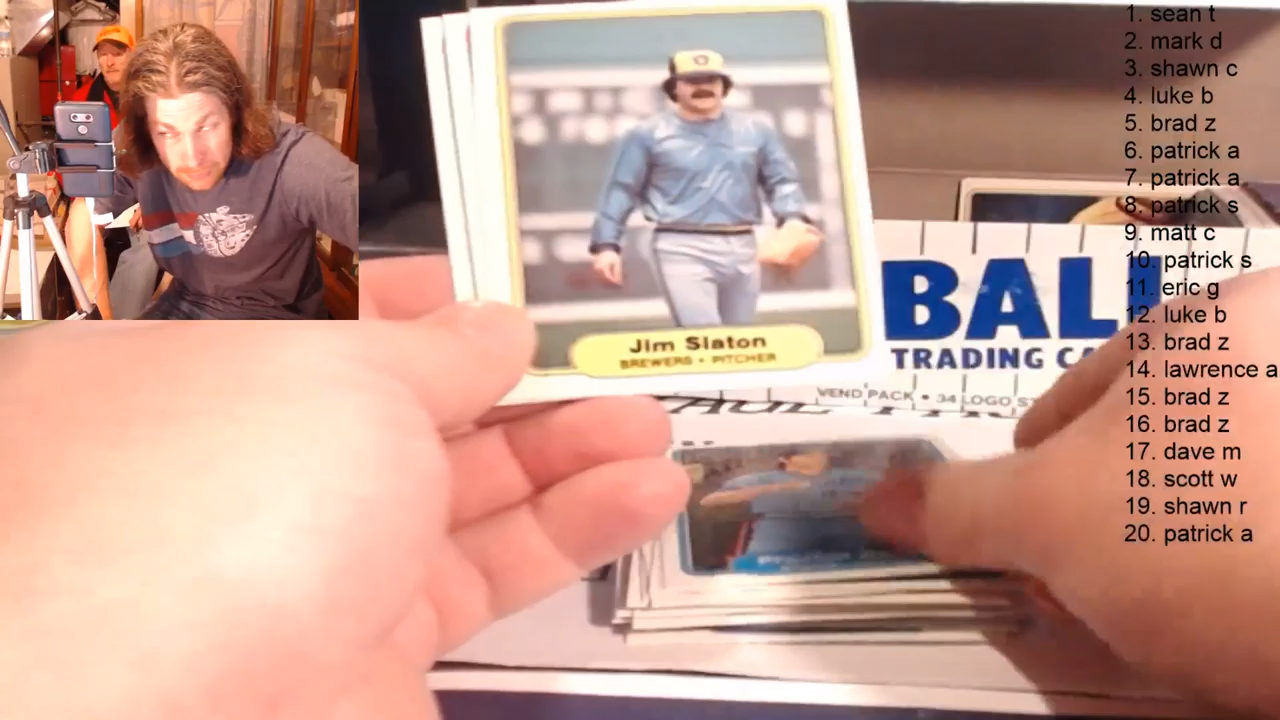 Jim Slaton
BREWERS • PITCHER
BAL
TRADING CA
VEND PACK • 34 LOGO ST
1. sean t
2. mark d
3. shawn c
4. luke b
5. brad z
6. patrick a
7. patrick a
8. patrick s
9. matt c
10. patrick s
11. eric g
12. luke b
13. brad z
14. lawrence a
15. brad z
16. brad z
17. dave m
18. scott w
19. shawn r
20. patrick a